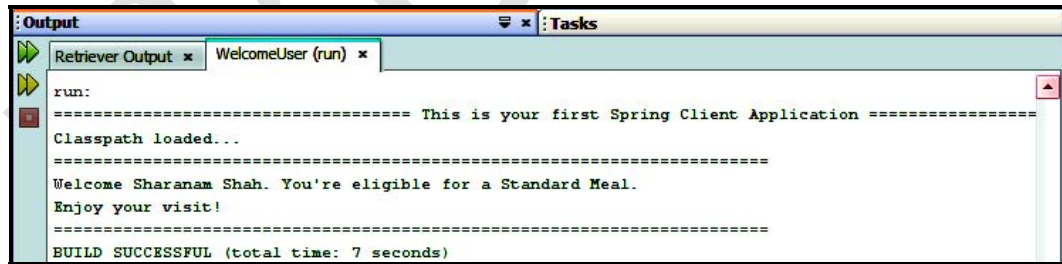 Output
Tasks
Retriever Output
WelcomeUser (run)
run:
==================================== This is your first Spring Client Application =================
Classpath loaded...
========================================================================
Welcome Sharanam Shah. You're eligible for a Standard Meal.
Enjoy your visit!
========================================================================
BUILD SUCCESSFUL (total time: 7 seconds)